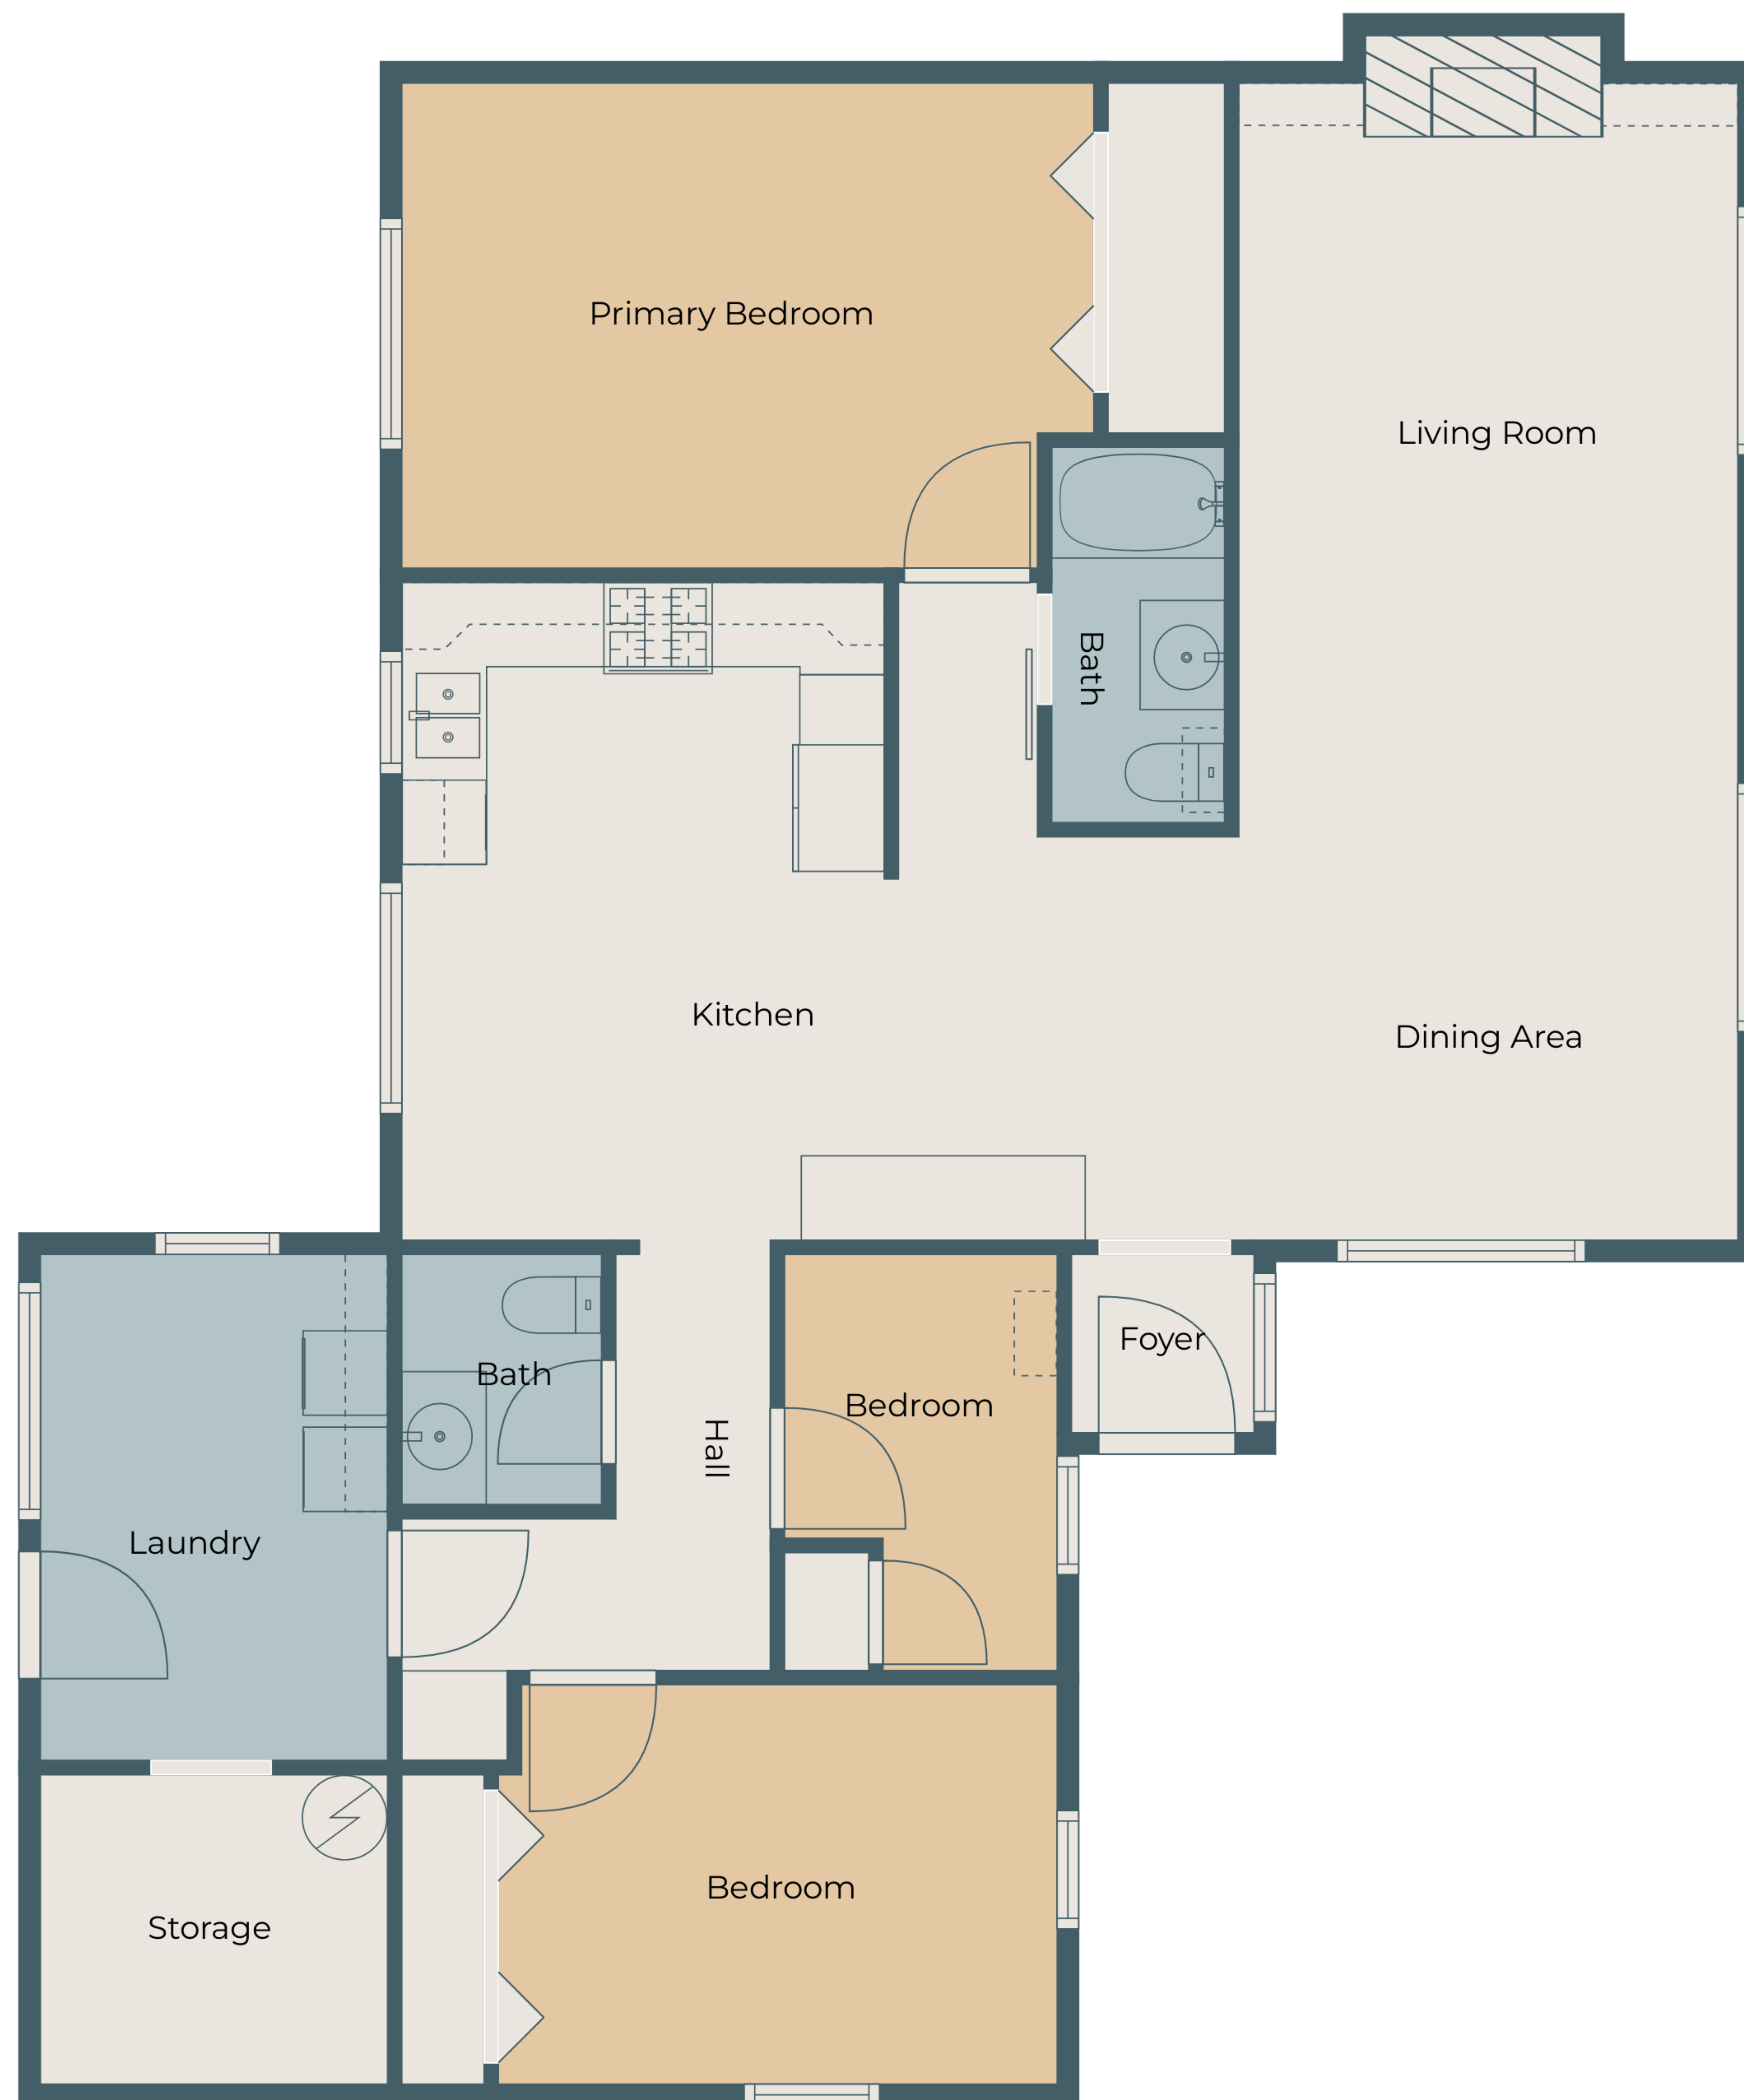 Primary Bedroom
Living Room
Bath
Kitchen
Dining Area
Foyer
Bath
Bedroom
Hall
Laundry
Bedroom
Storage